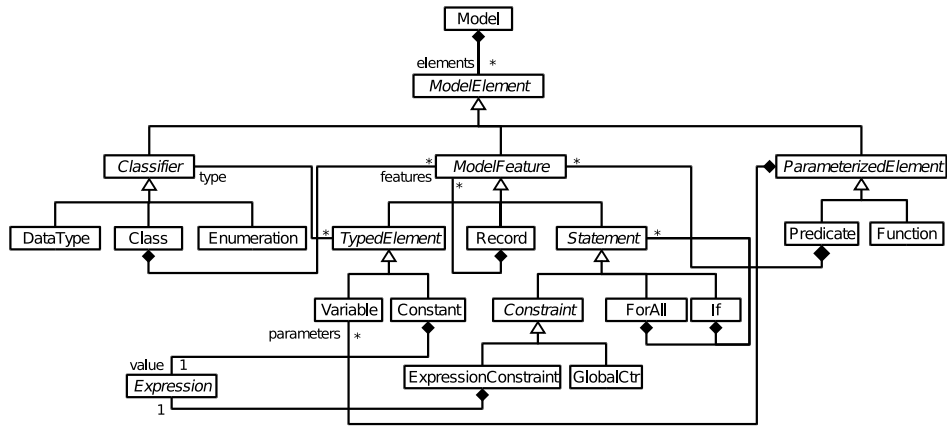 Model
elements *
ModelElement
Classifier * ModelFeature * ParameterizedElement
type features *
DataType Class Enumeration * TypedElement Record Statement * Predicate Function
Variable Constant Constraint ForAll If
parameters *
value 1 ExpressionConstraint GlobalCtr
Expression
1